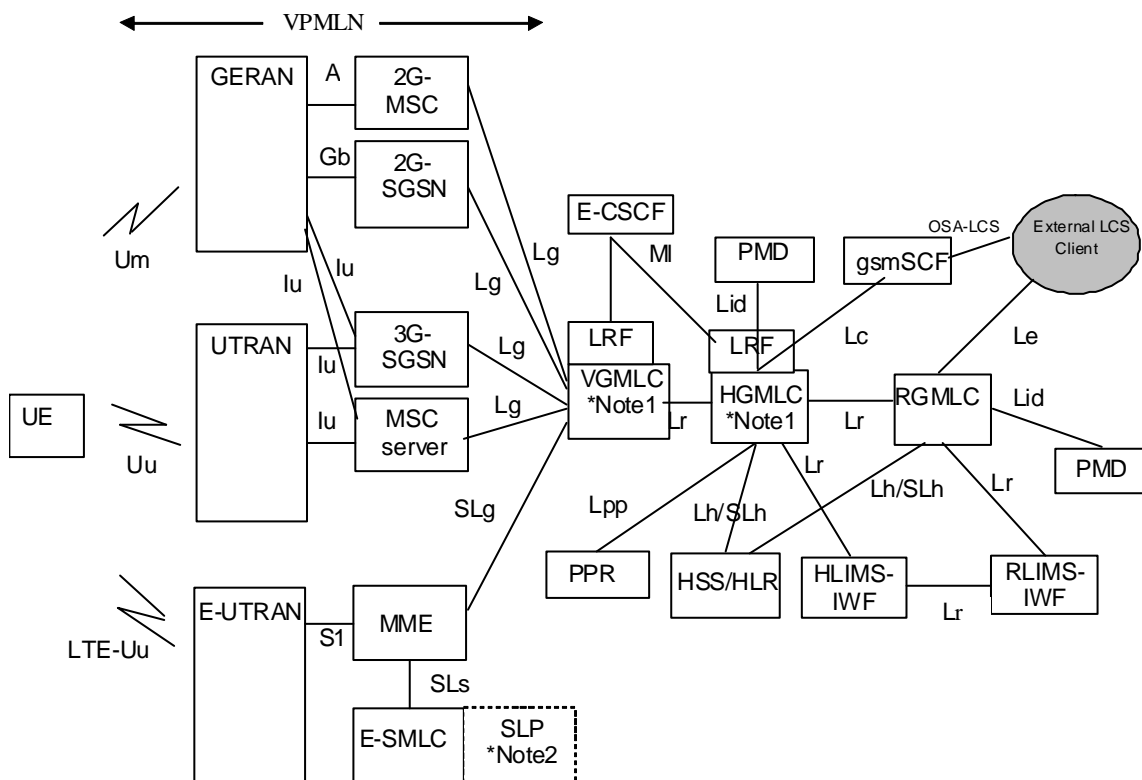 VPMLN
GERAN
A
2G-
MSC
Gb
2G-
SGSN
Um
Iu
Iu
Lg
Lg
E-CSCF
MI
PMD
Lid
gsmSCF
OSA-LCS
External LCS
Client
UTRAN
Iu
3G-
SGSN
Lg
LRF
LRF
Lc
Le
UE
Uu
Iu
MSC
server
Lg
VGMLC
*Note1
Lr
HGMLC
*Note1
Lr
RGMLC
Lid
PMD
SLg
Lpp
Lh/SLh
Lr
Lh/SLh
Lr
PPR
HSS/HLR
HLIMS-
IWF
Lr
RLIMS-
IWF
LTE-Uu
E-UTRAN
S1
MME
SLs
E-SMLC
SLP
*Note2